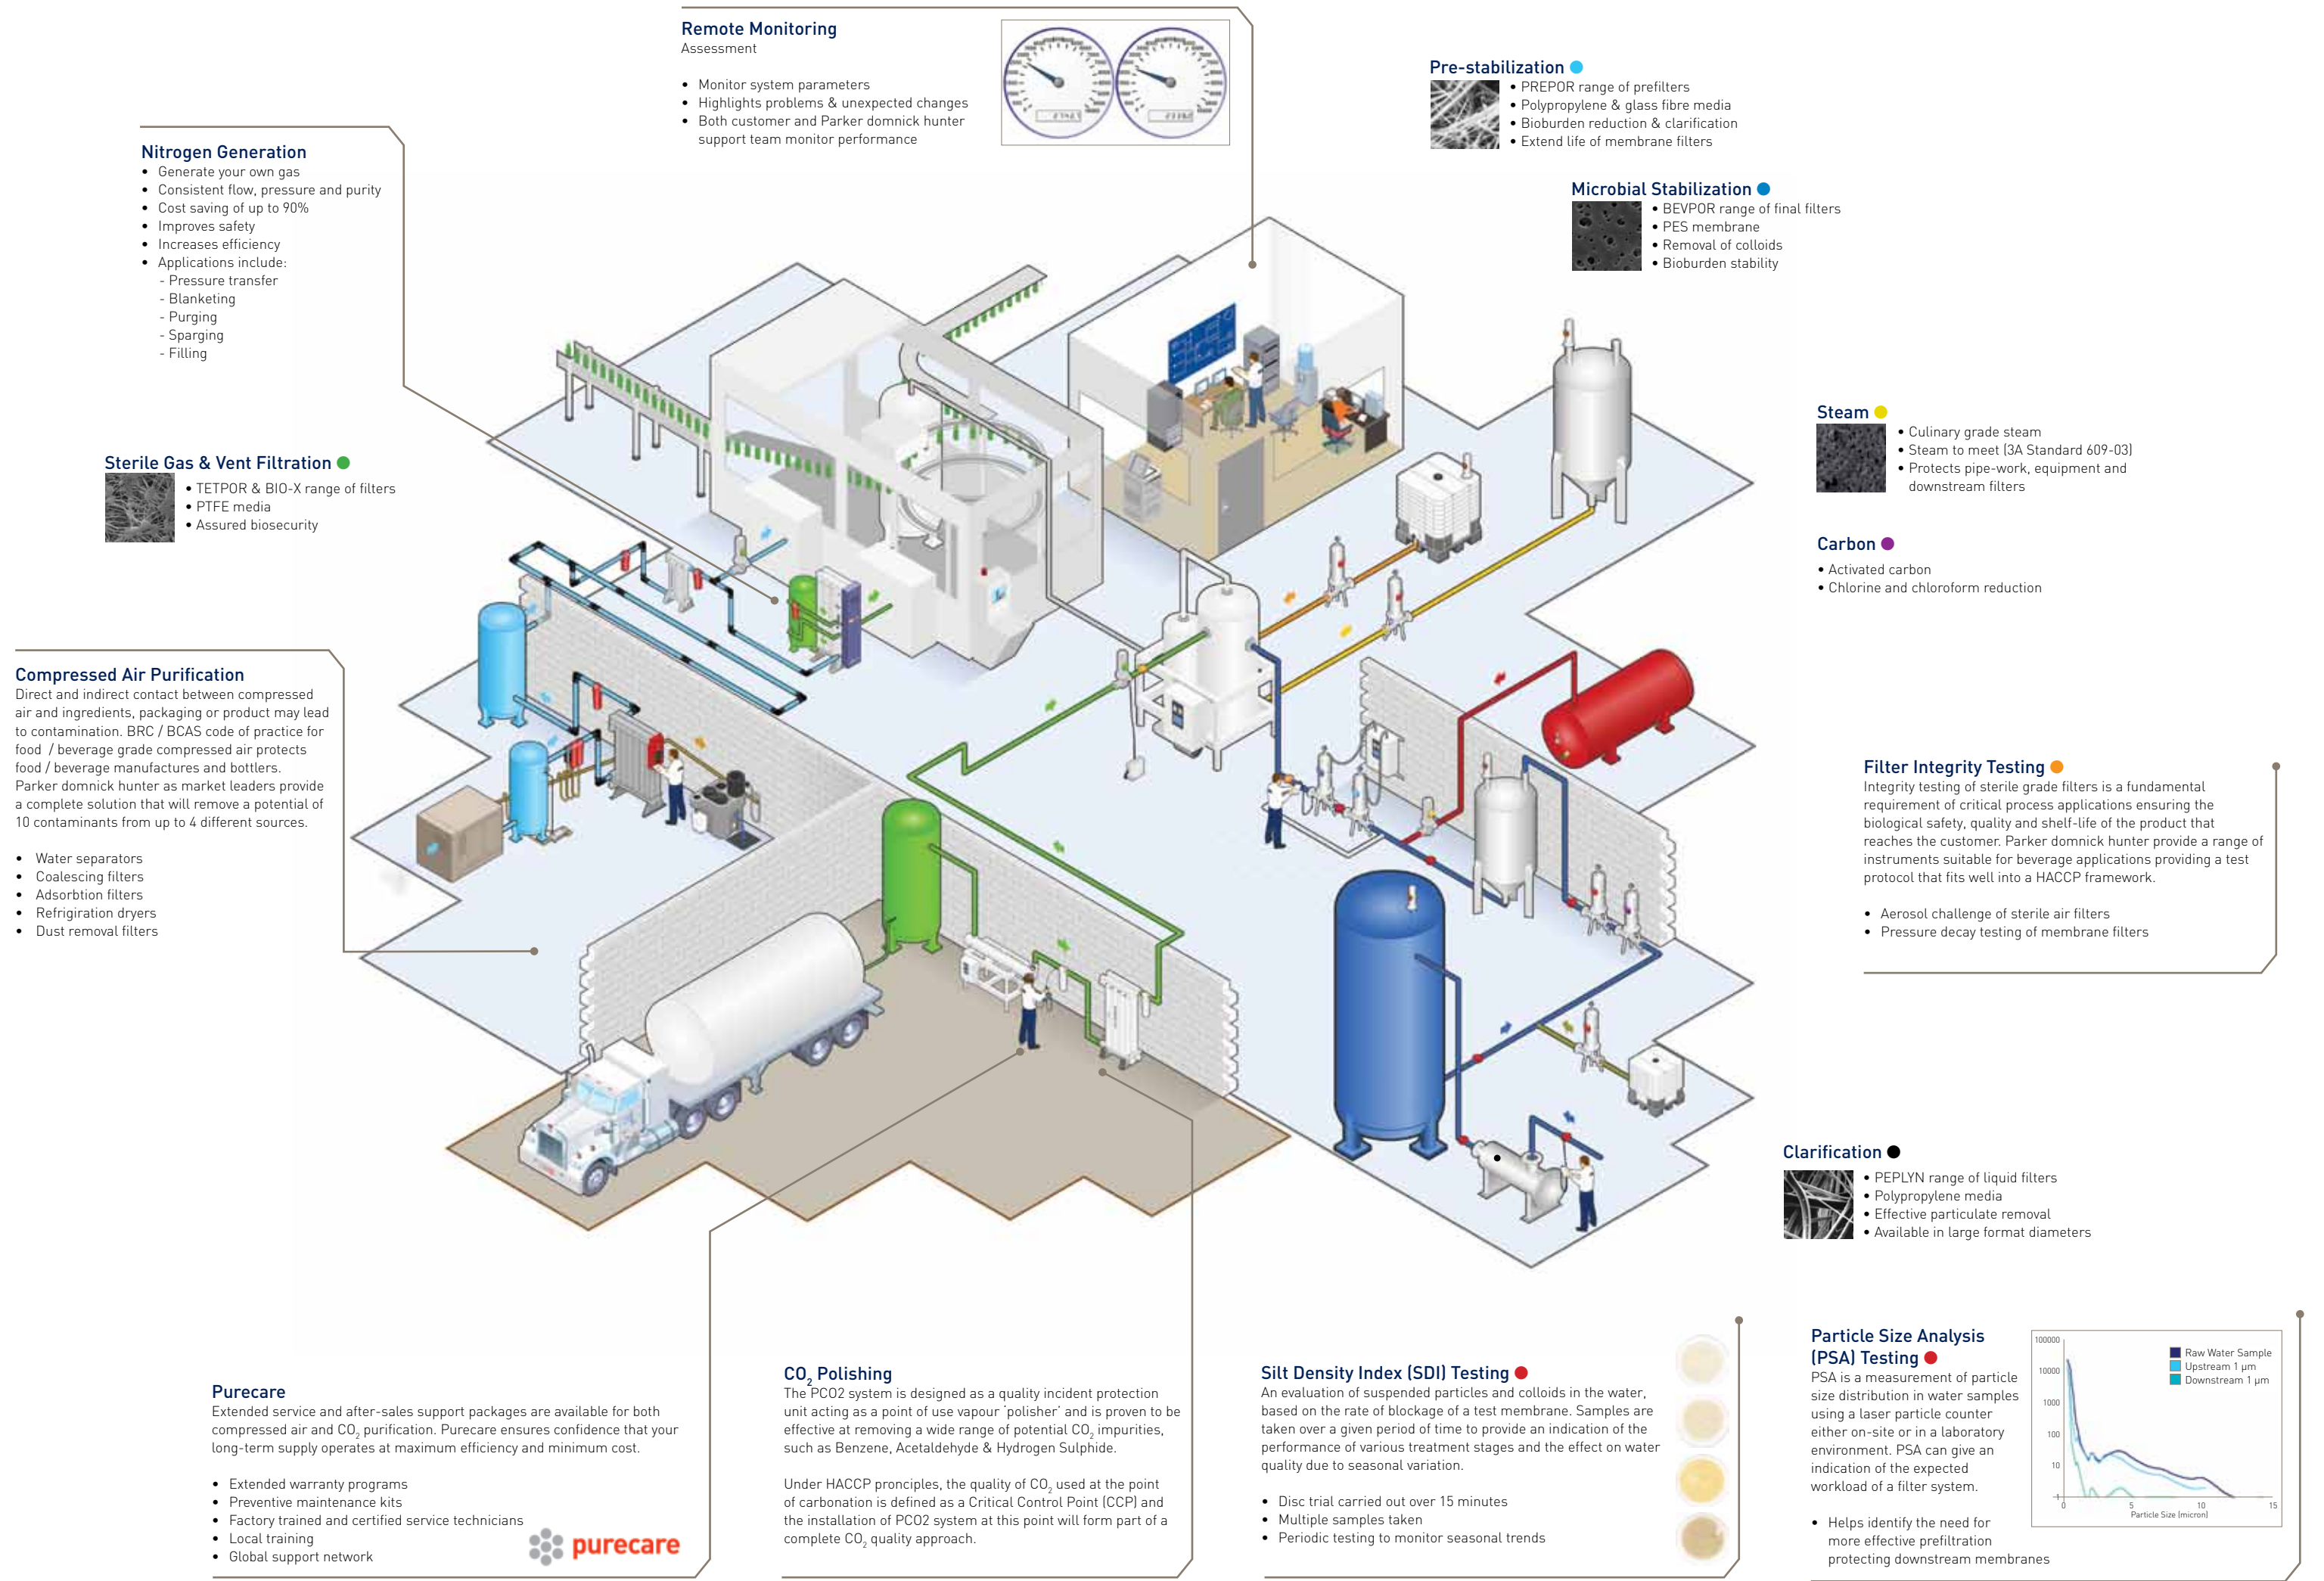 Remote Monitoring
Assessment
• Monitor system parameters
• Highlights problems & unexpected changes
• Both customer and Parker domnick hunter
support team monitor performance
Pre-stabilization
• PREPOR range of prefilters
• Polypropylene & glass fibre media
• Bioburden reduction & clarification
• Extend life of membrane filters
Nitrogen Generation
• Generate your own gas
• Consistent flow, pressure and purity
• Cost saving of up to 90%
• Improves safety
• Increases efficiency
• Applications include:
- Pressure transfer
- Blanketing
- Purging
- Sparging
- Filling
Microbial Stabilization
• BEVPOR range of final filters
• PES membrane
• Removal of colloids
• Bioburden stability
Steam
• Culinary grade steam
• Steam to meet (3A Standard 609-03)
• Protects pipe-work, equipment and
downstream filters
Sterile Gas & Vent Filtration
• TETPOR & BIO-X range of filters
• PTFE media
• Assured biosecurity
Carbon
• Activated carbon
• Chlorine and chloroform reduction
Compressed Air Purification
Direct and indirect contact between compressed
air and ingredients, packaging or product may lead
to contamination. BRC / BCAS code of practice for
food / beverage grade compressed air protects
food / beverage manufactures and bottlers.
Parker domnick hunter as market leaders provide
a complete solution that will remove a potential of
10 contaminants from up to 4 different sources.
• Water separators
• Coalescing filters
• Adsorbtion filters
• Refrigiration dryers
• Dust removal filters
Filter Integrity Testing
Integrity testing of sterile grade filters is a fundamental
requirement of critical process applications ensuring the
biological safety, quality and shelf-life of the product that
reaches the customer. Parker domnick hunter provide a range of
instruments suitable for beverage applications providing a test
protocol that fits well into a HACCP framework.
• Aerosol challenge of sterile air filters
• Pressure decay testing of membrane filters
Clarification
• PEPLYN range of liquid filters
• Polypropylene media
• Effective particulate removal
• Available in large format diameters
Purecare
Extended service and after-sales support packages are available for both
compressed air and CO₂ purification. Purecare ensures confidence that your
long-term supply operates at maximum efficiency and minimum cost.
• Extended warranty programs
• Preventive maintenance kits
• Factory trained and certified service technicians
• Local training
• Global support network
purecare
CO₂ Polishing
The PCO2 system is designed as a quality incident protection
unit acting as a point of use vapour 'polisher' and is proven to be
effective at removing a wide range of potential CO₂ impurities,
such as Benzene, Acetaldehyde & Hydrogen Sulphide.
Under HACCP pronciples, the quality of CO₂ used at the point
of carbonation is defined as a Critical Control Point (CCP) and
the installation of PCO2 system at this point will form part of a
complete CO₂ quality approach.
Silt Density Index (SDI) Testing
An evaluation of suspended particles and colloids in the water,
based on the rate of blockage of a test membrane. Samples are
taken over a given period of time to provide an indication of the
performance of various treatment stages and the effect on water
quality due to seasonal variation.
• Disc trial carried out over 15 minutes
• Multiple samples taken
• Periodic testing to monitor seasonal trends
Particle Size Analysis
(PSA) Testing
PSA is a measurement of particle
size distribution in water samples
using a laser particle counter
either on-site or in a laboratory
environment. PSA can give an
indication of the expected
workload of a filter system.
• Helps identify the need for
more effective prefiltration
protecting downstream membranes
100000
10000
1000
100
10
1
0
5
10
15
Particle Size (micron)
Raw Water Sample
Upstream 1 µm
Downstream 1 µm